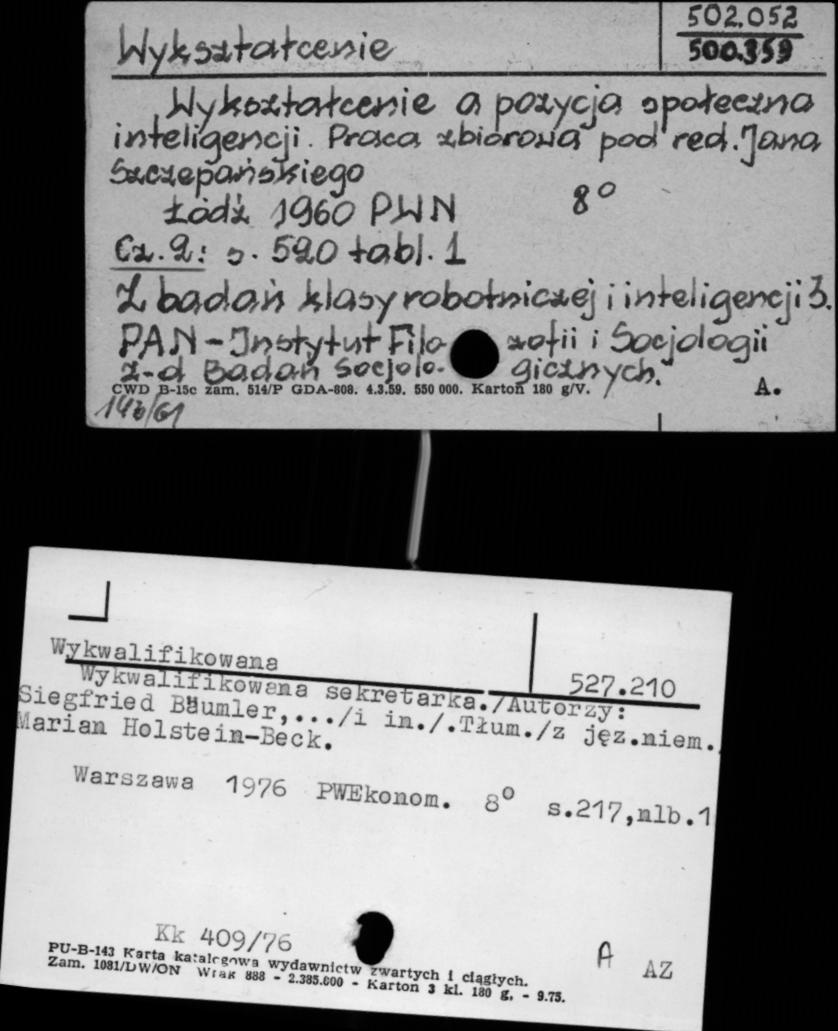 502.052
Wykształcenie 500.359
Wykształcenie a pozycja społeczna
inteligencji. Praca zbiorowa pod red. Jana
Szczepańskiego
Łódź 1960 PWN 8°
Cz. 2: s. 520 tabl. 1
Z badań klasy robotniczej i inteligencji 3.
PAN - Instytut Filo zofii i Socjologii
z-d Badań Socjolo- gicznych.
CWD B-15c zam. 514/P GDA-808. 4.3.59. 550 000. Karton 180 g/V. A.
146/61
Wykwalifikowana 527.210
Wykwalifikowana sekretarka./Autorzy:
Siegfried Bäumler,.../i in./.Tłum./z jęz.niem.
Marian Holstein-Beck.
Warszawa 1976 PWEkonom. 8° s.217,nlb.1
Kk 409/76
A AZ
PU-B-143 Karta katalogowa wydawnictw zwartych i ciągłych.
Zam. 1081/DW/ON WTAK 888 - 2.385.000 - Karton 3 kl. 180 g. - 9.75.